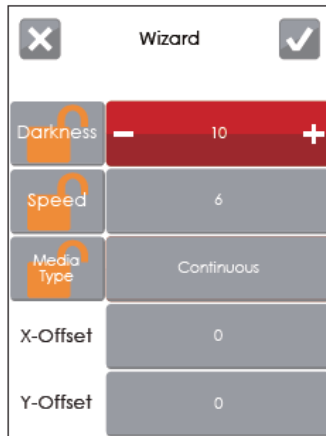 Wizard
Darkness
10
Speed
6
Media
Type
Continuous
X-Offset
0
Y-Offset
0